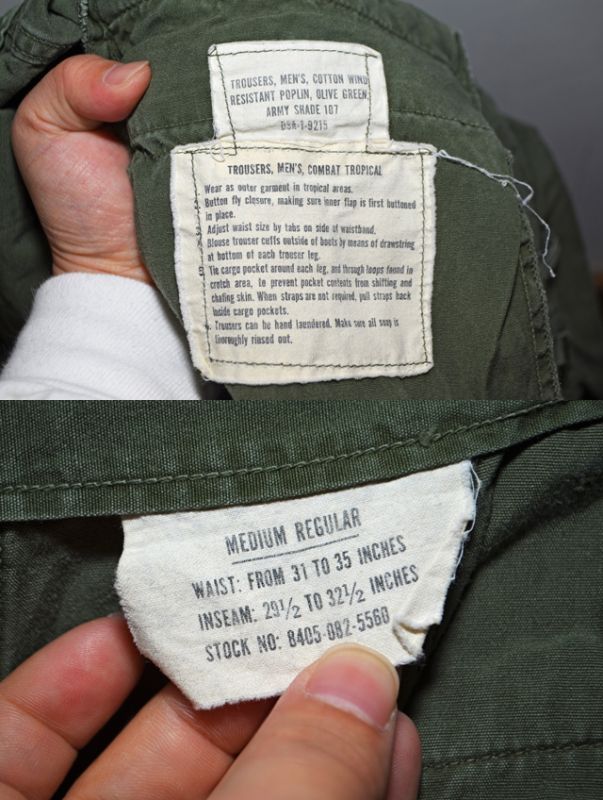 TROUSERS, MEN'S, COTTON WIND
RESISTANT POPLIN, OLIVE GREEN
ARMY SHADE 107
DSA-1-9215
TROUSERS, MEN'S, COMBAT TROPICAL
Wear as outer garment in tropical areas.
Button fly closure, making sure inner flap is first buttoned
in place.
Adjust waist size by tabs on side of waistband.
Blouse trouser cuffs outside of boots by means of drawstring
at bottom of each trouser leg.
Tie cargo pocket around each leg, and through loops found in
crotch area, to prevent pocket contents from shifting and
chafing skin. When straps are not required, pull straps back
inside cargo pockets.
Trousers can be hand laundered. Make sure all soap is
thoroughly rinsed out.
MEDIUM REGULAR
WAIST: FROM 31 TO 35 INCHES
INSEAM: 29½ TO 32½ INCHES
STOCK NO: 8405-082-5560